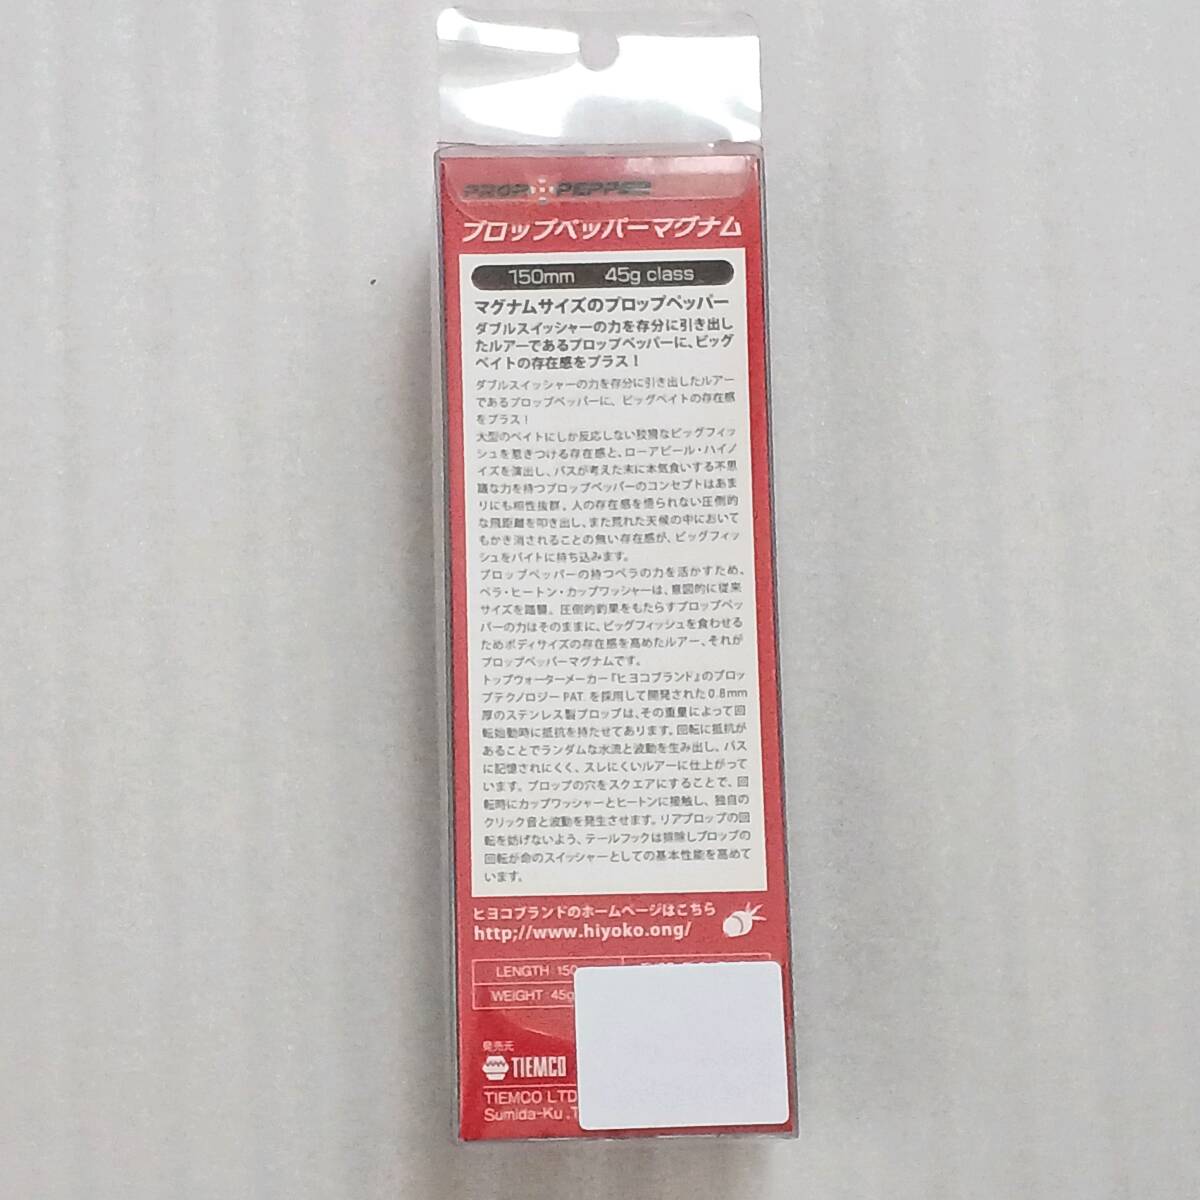 PROP PEPPER
プロップペッパーマグナム
150mm 45g class
マグナムサイズのプロップペッパー
ダブルスイッシャーの力を存分に引き出し
たルアーであるプロップペッパーに、ビッグ
ベイトの存在感をプラス！
ダブルスイッシャーの力を存分に引き出したルアー
であるプロップペッパーに、ビッグベイトの存在感
をプラス！
大型のベイトにしか反応しない狡猾なビッグフィッ
シュを惹きつける存在感と、ローアピール・ハイノ
イズを演出し、バスが考えた末に本気食いする不思
議な力を持つプロップペッパーのコンセプトはあま
りにも相性抜群。人の存在感を悟られない圧倒的
な飛距離を叩き出し、また荒れた天候の中において
もかき消されることの無い存在感が、ビッグフィッ
シュをバイトに持ち込みます。
プロップペッパーの持つペラの力を活かすため、
ペラ・ヒートン・カップワッシャーは、意図的に従来
サイズを踏襲。圧倒的釣果をもたらすプロップペッ
パーの力はそのままに、ビッグフィッシュを食わせる
ためボディサイズの存在感を高めたルアー、それが
プロップペッパーマグナムです。
トップウォーターメーカー『ヒヨコブランド』のプロッ
プテクノロジーPAT.を採用して開発された0.8mm
厚のステンレス製プロップは、その重量によって回
転始動時に抵抗を持たせてあります。回転に抵抗が
あることでランダムな水流と波動を生み出し、バス
に記憶されにくく、スレにくいルアーに仕上がって
います。プロップの穴をスクエアにすることで、回
転時にカップワッシャーとヒートンに接触し、独自の
クリック音と波動を発生させます。リアプロップの回
転を妨げないよう、テールフックは排除しプロップの
回転が命のスイッシャーとしての基本性能を高めて
います。
ヒヨコブランドのホームページはこちら
http;//www.hiyoko.ong/
LENGTH 150
WEIGHT 45g
発売元
TIEMCO
TIEMCO LTD
Sumida-Ku .T